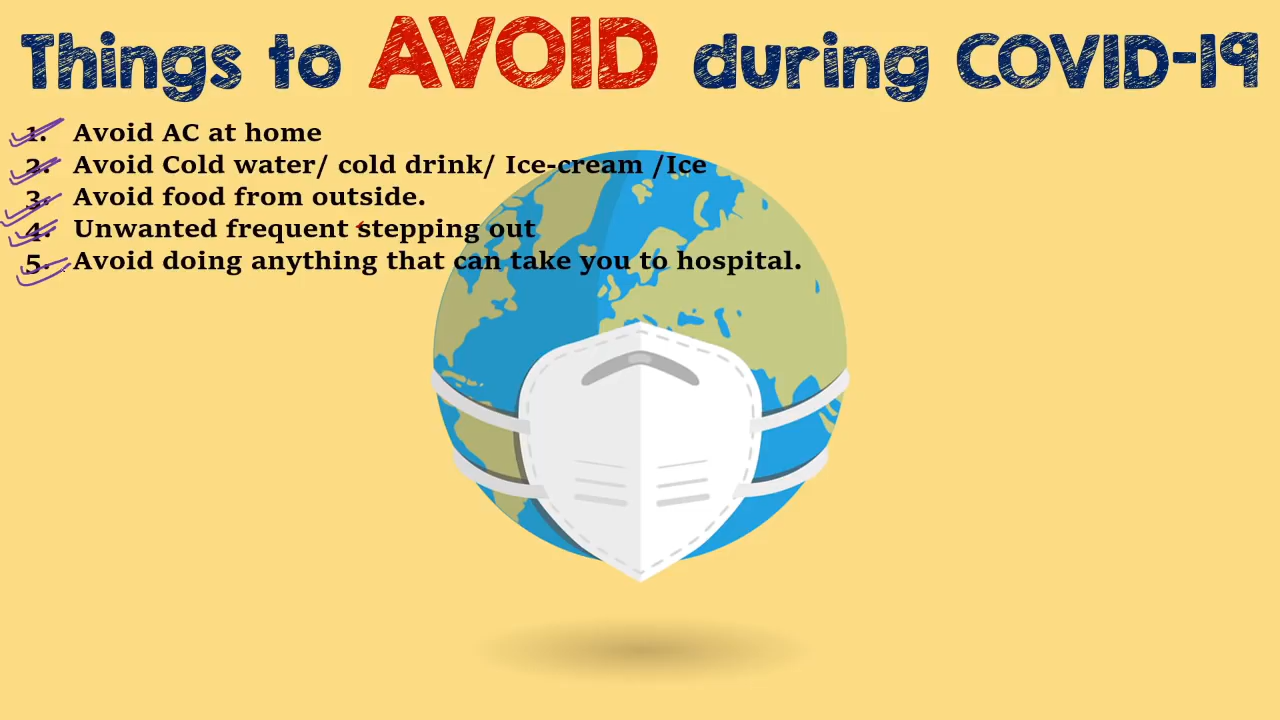 Things to AVOID during COVID-19
1. Avoid AC at home
2. Avoid Cold water/ cold drink/ Ice-cream /Ice
3. Avoid food from outside.
4. Unwanted frequent stepping out
5. Avoid doing anything that can take you to hospital.